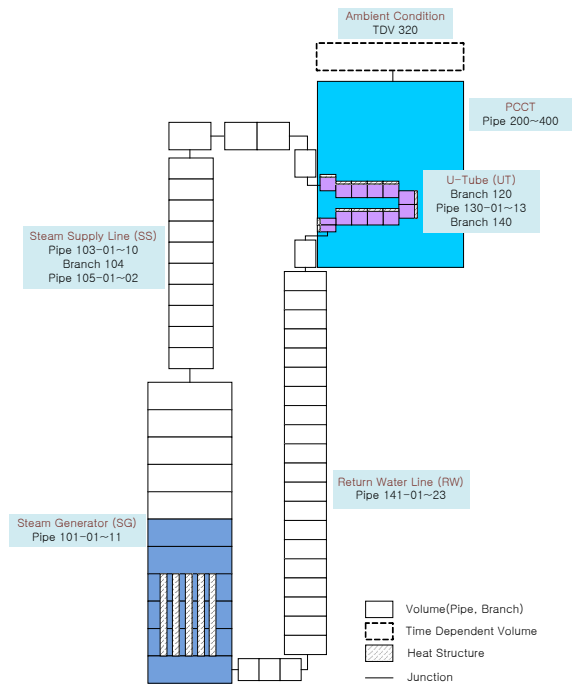 Ambient Condition
TDV 320
PCCT
Pipe 200~400
U-Tube (UT)
Branch 120
Pipe 130-01~13
Branch 140
Steam Supply Line (SS)
Pipe 103-01~10
Branch 104
Pipe 105-01~02
Return Water Line (RW)
Pipe 141-01~23
Steam Generator (SG)
Pipe 101-01~11
Volume(Pipe, Branch)
Time Dependent Volume
Heat Structure
Junction